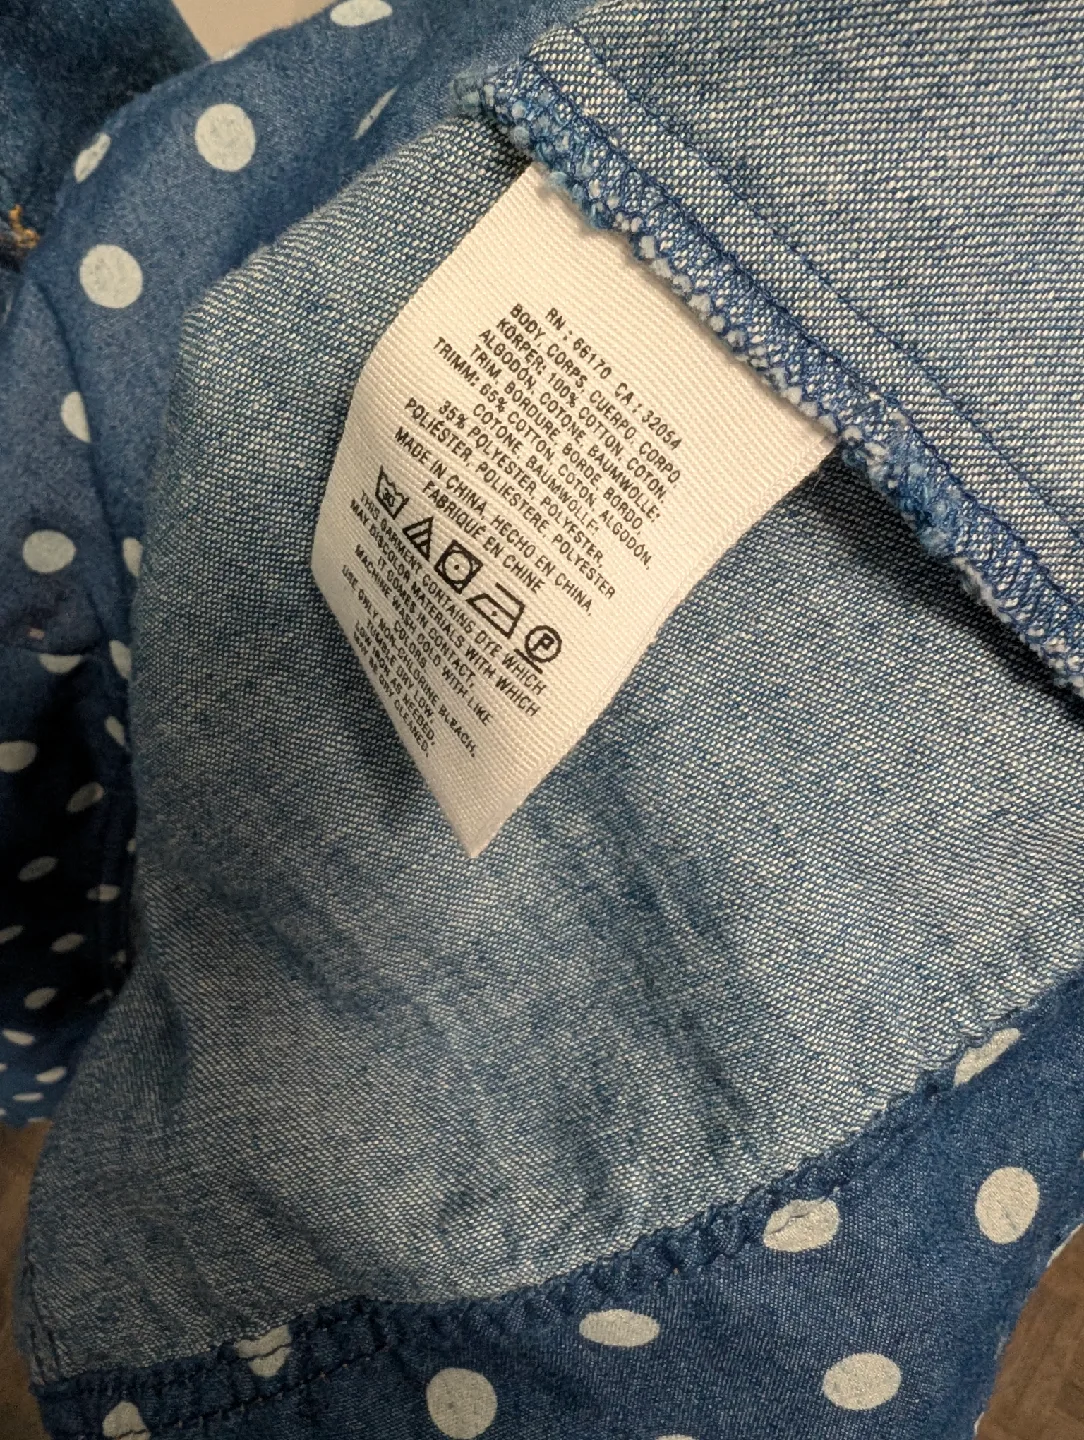 RN : 66170 CA : 32054
BODY, CORPS, CUERPO, CORPO
KÖRPER: 100% COTTON, COTON,
ALGODÓN, COTONE, BAUMWOLLE;
TRIM, BORDURE, BORDE, BORDO,
TRIMM: 65% COTTON, COTON, ALGODÓN,
COTONE, BAUMWOLLE-
35% POLYESTER, POLIESTERE, POLYESTER,
POLIÉSTER, POLIESTERE, POLYESTER
MADE IN CHINA, HECHO EN CHINA,
FABRIQUÉ EN CHINE
THIS GARMENT CONTAINS DYE WHICH
MAY DISCOLOR MATERIALS WITH WHICH
IT COMES IN CONTACT.
MACHINE WASH COLD WITH LIKE
COLORS.
USE ONLY NON-CHLORINE BLEACH,
TUMBLE DRY LOW.
LOW IRON AS NEEDED.
MAY BE DRY CLEANED.